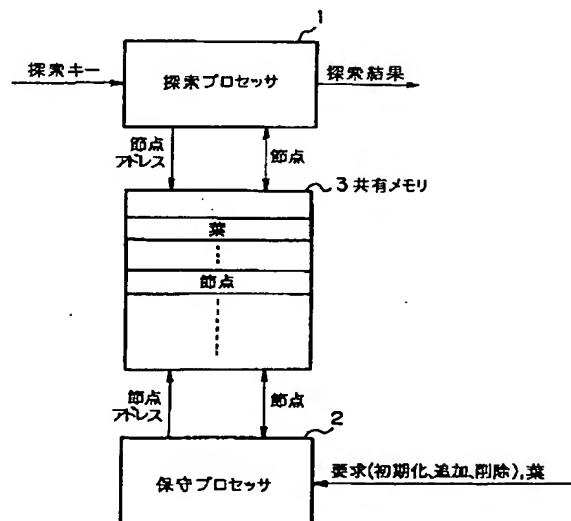 1
探索キー
探索プロセッサ
探索結果
節点
アドレス
節点
3 共有メモリ
葉
節点
節点
アドレス
節点
2
保守プロセッサ
要求(初期化、追加、削除),葉